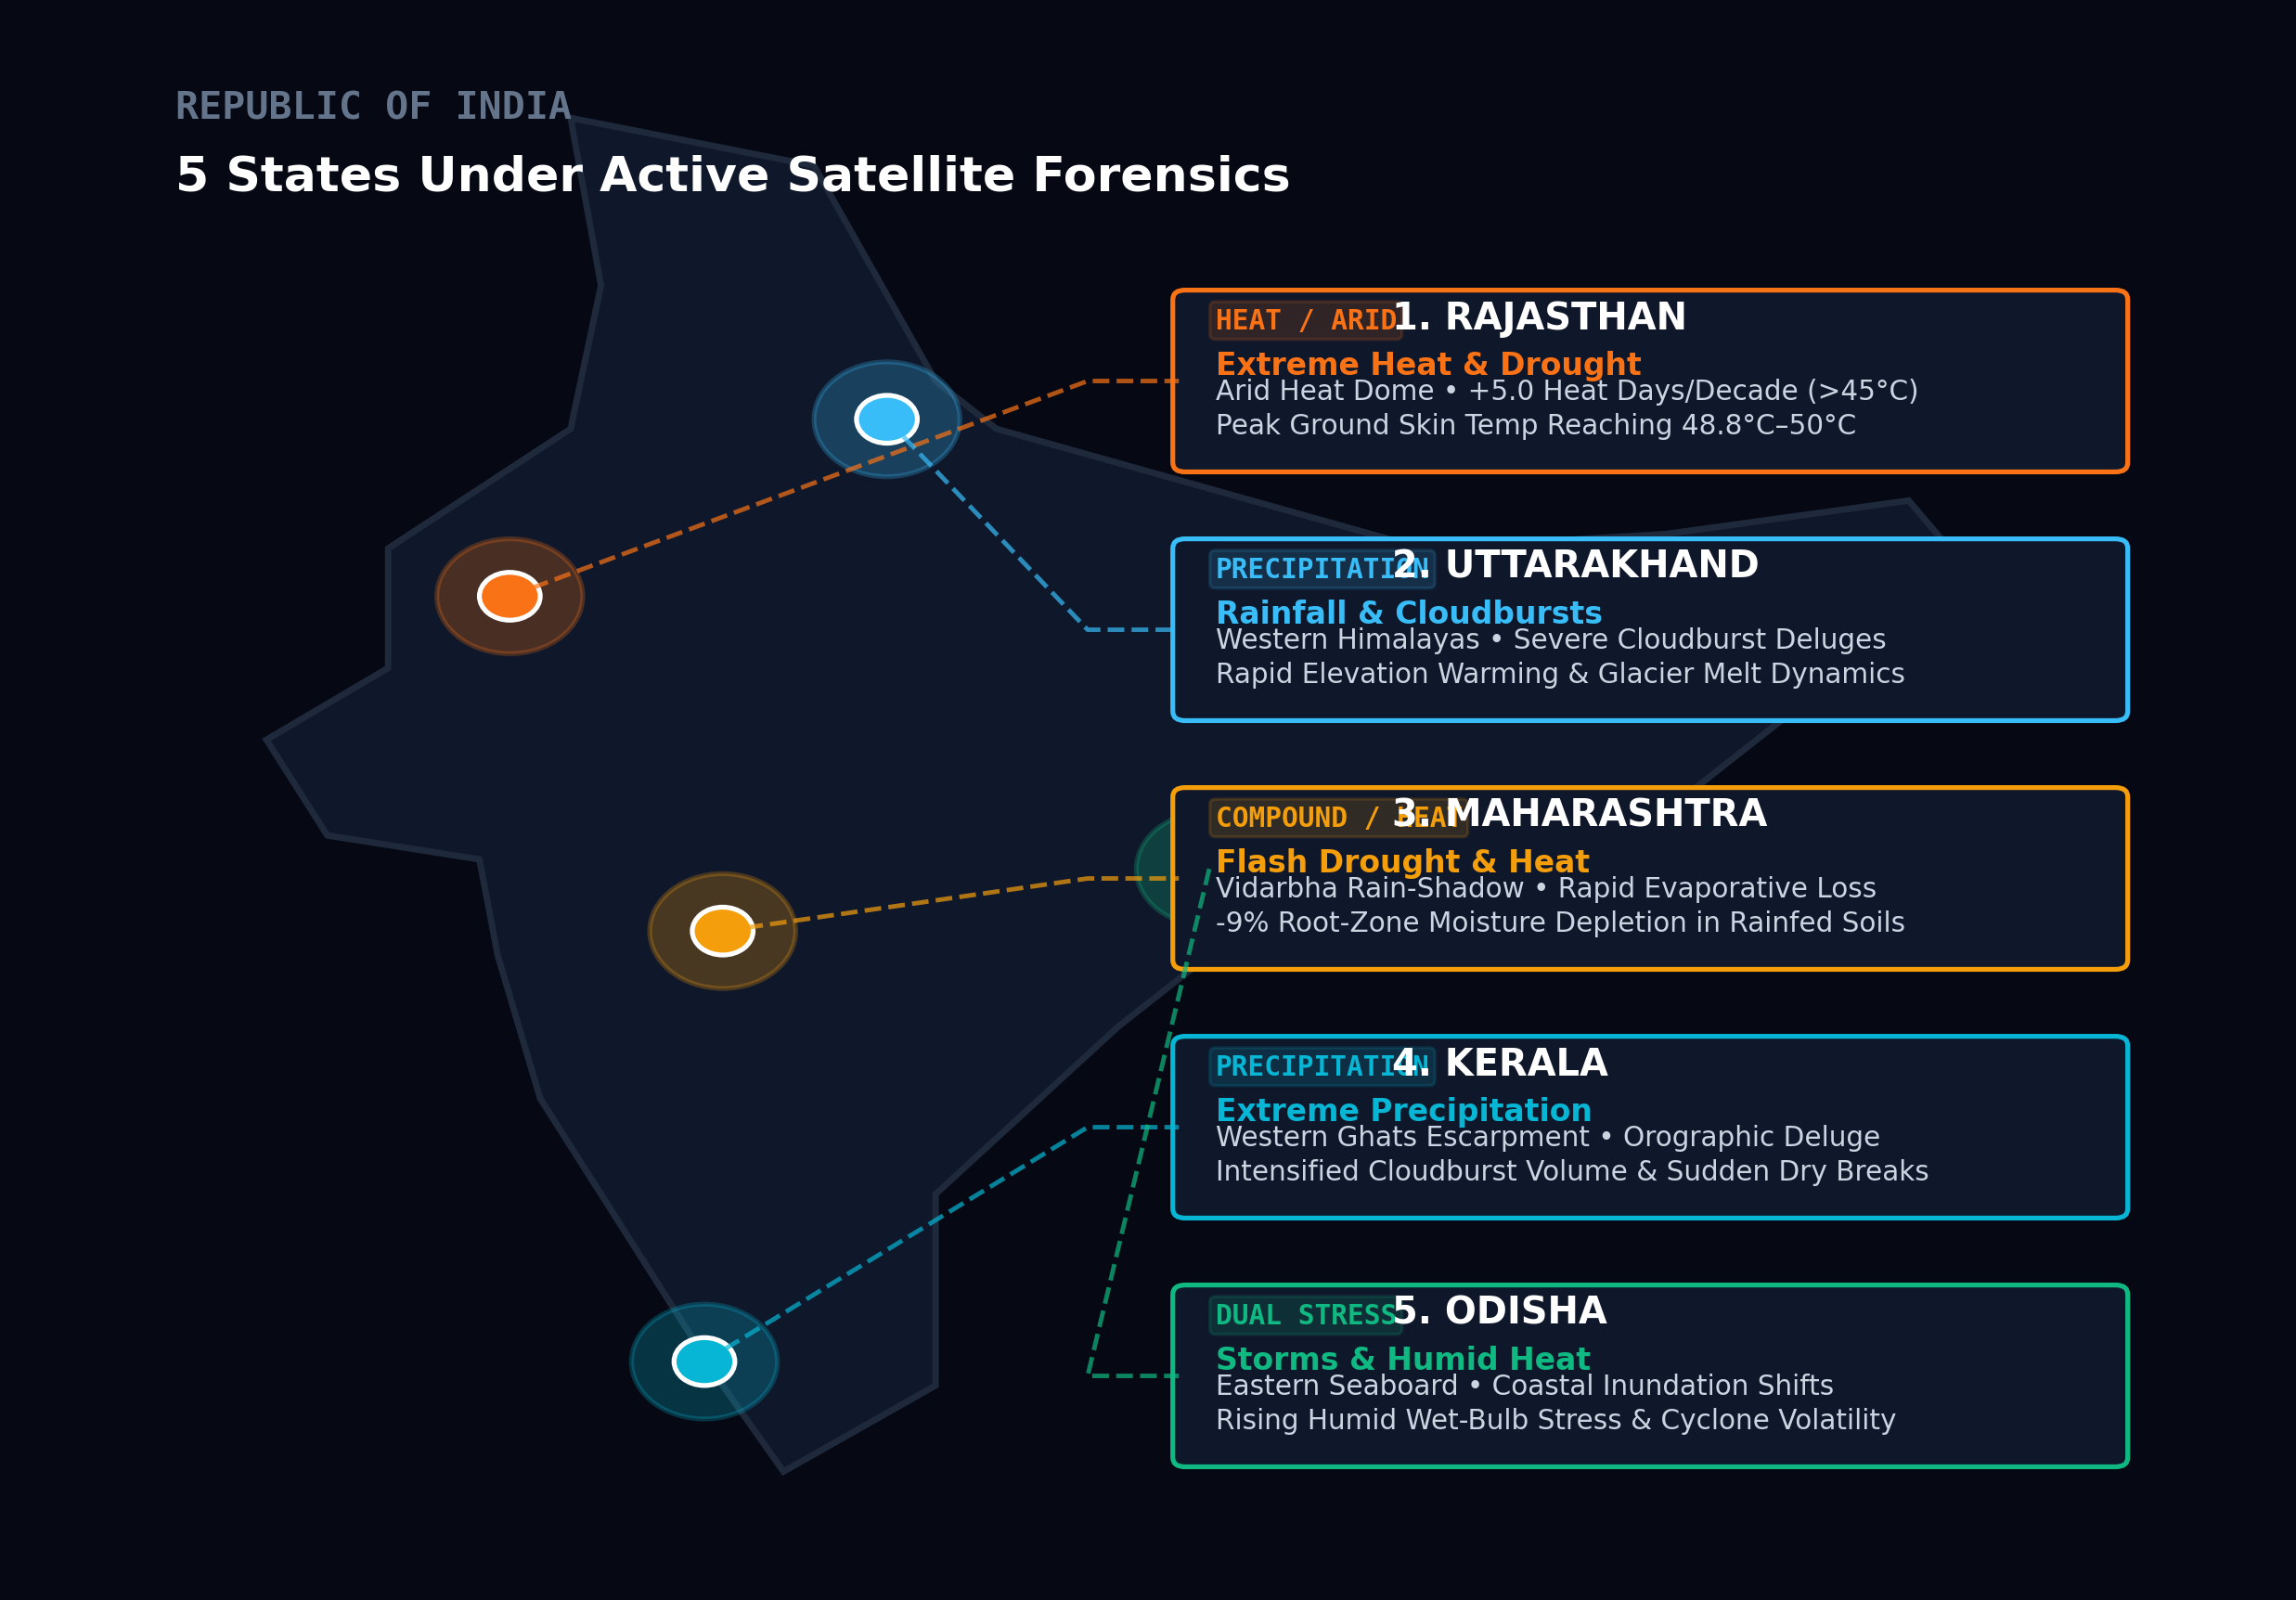 REPUBLIC OF INDIA
5 States Under Active Satellite Forensics
HEAT / ARID 1. RAJASTHAN
Extreme Heat & Drought
Arid Heat Dome • +5.0 Heat Days/Decade (>45°C)
Peak Ground Skin Temp Reaching 48.8°C–50°C
PRECIPITATION 2. UTTARAKHAND
Rainfall & Cloudbursts
Western Himalayas • Severe Cloudburst Deluges
Rapid Elevation Warming & Glacier Melt Dynamics
COMPOUND / HEAT 3. MAHARASHTRA
Flash Drought & Heat
Vidarbha Rain-Shadow • Rapid Evaporative Loss
-9% Root-Zone Moisture Depletion in Rainfed Soils
PRECIPITATION 4. KERALA
Extreme Precipitation
Western Ghats Escarpment • Orographic Deluge
Intensified Cloudburst Volume & Sudden Dry Breaks
DUAL STRESS 5. ODISHA
Storms & Humid Heat
Eastern Seaboard • Coastal Inundation Shifts
Rising Humid Wet-Bulb Stress & Cyclone Volatility